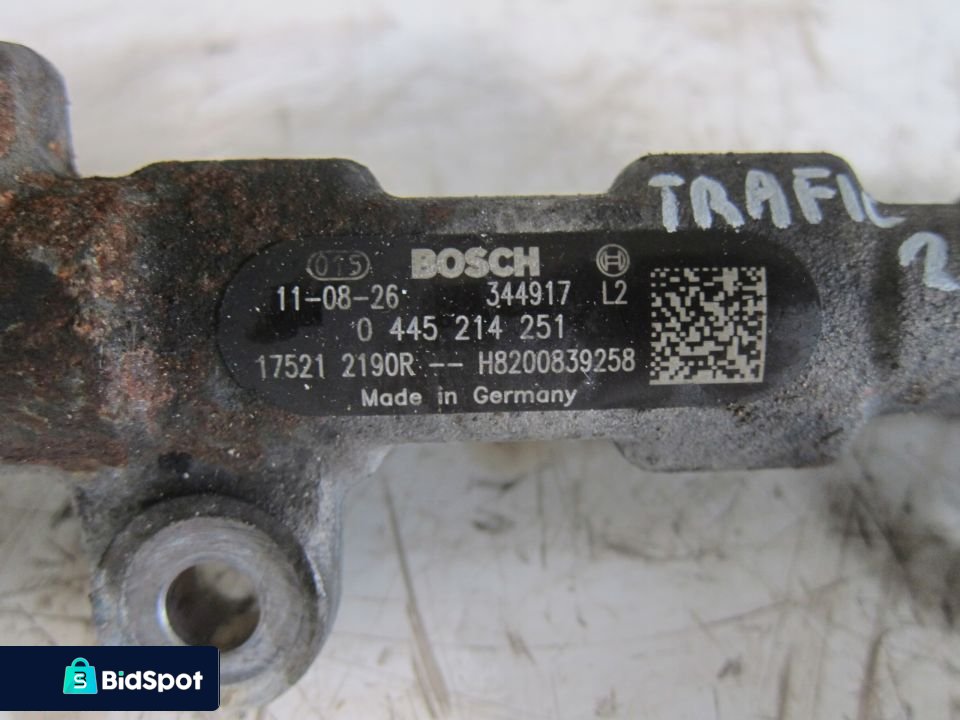 TRAFIC
2
OTS BOSCH
11-08-26 344917 L2
0 445 214 251
17521 2190R -- H8200839258
Made in Germany
S BidSpot